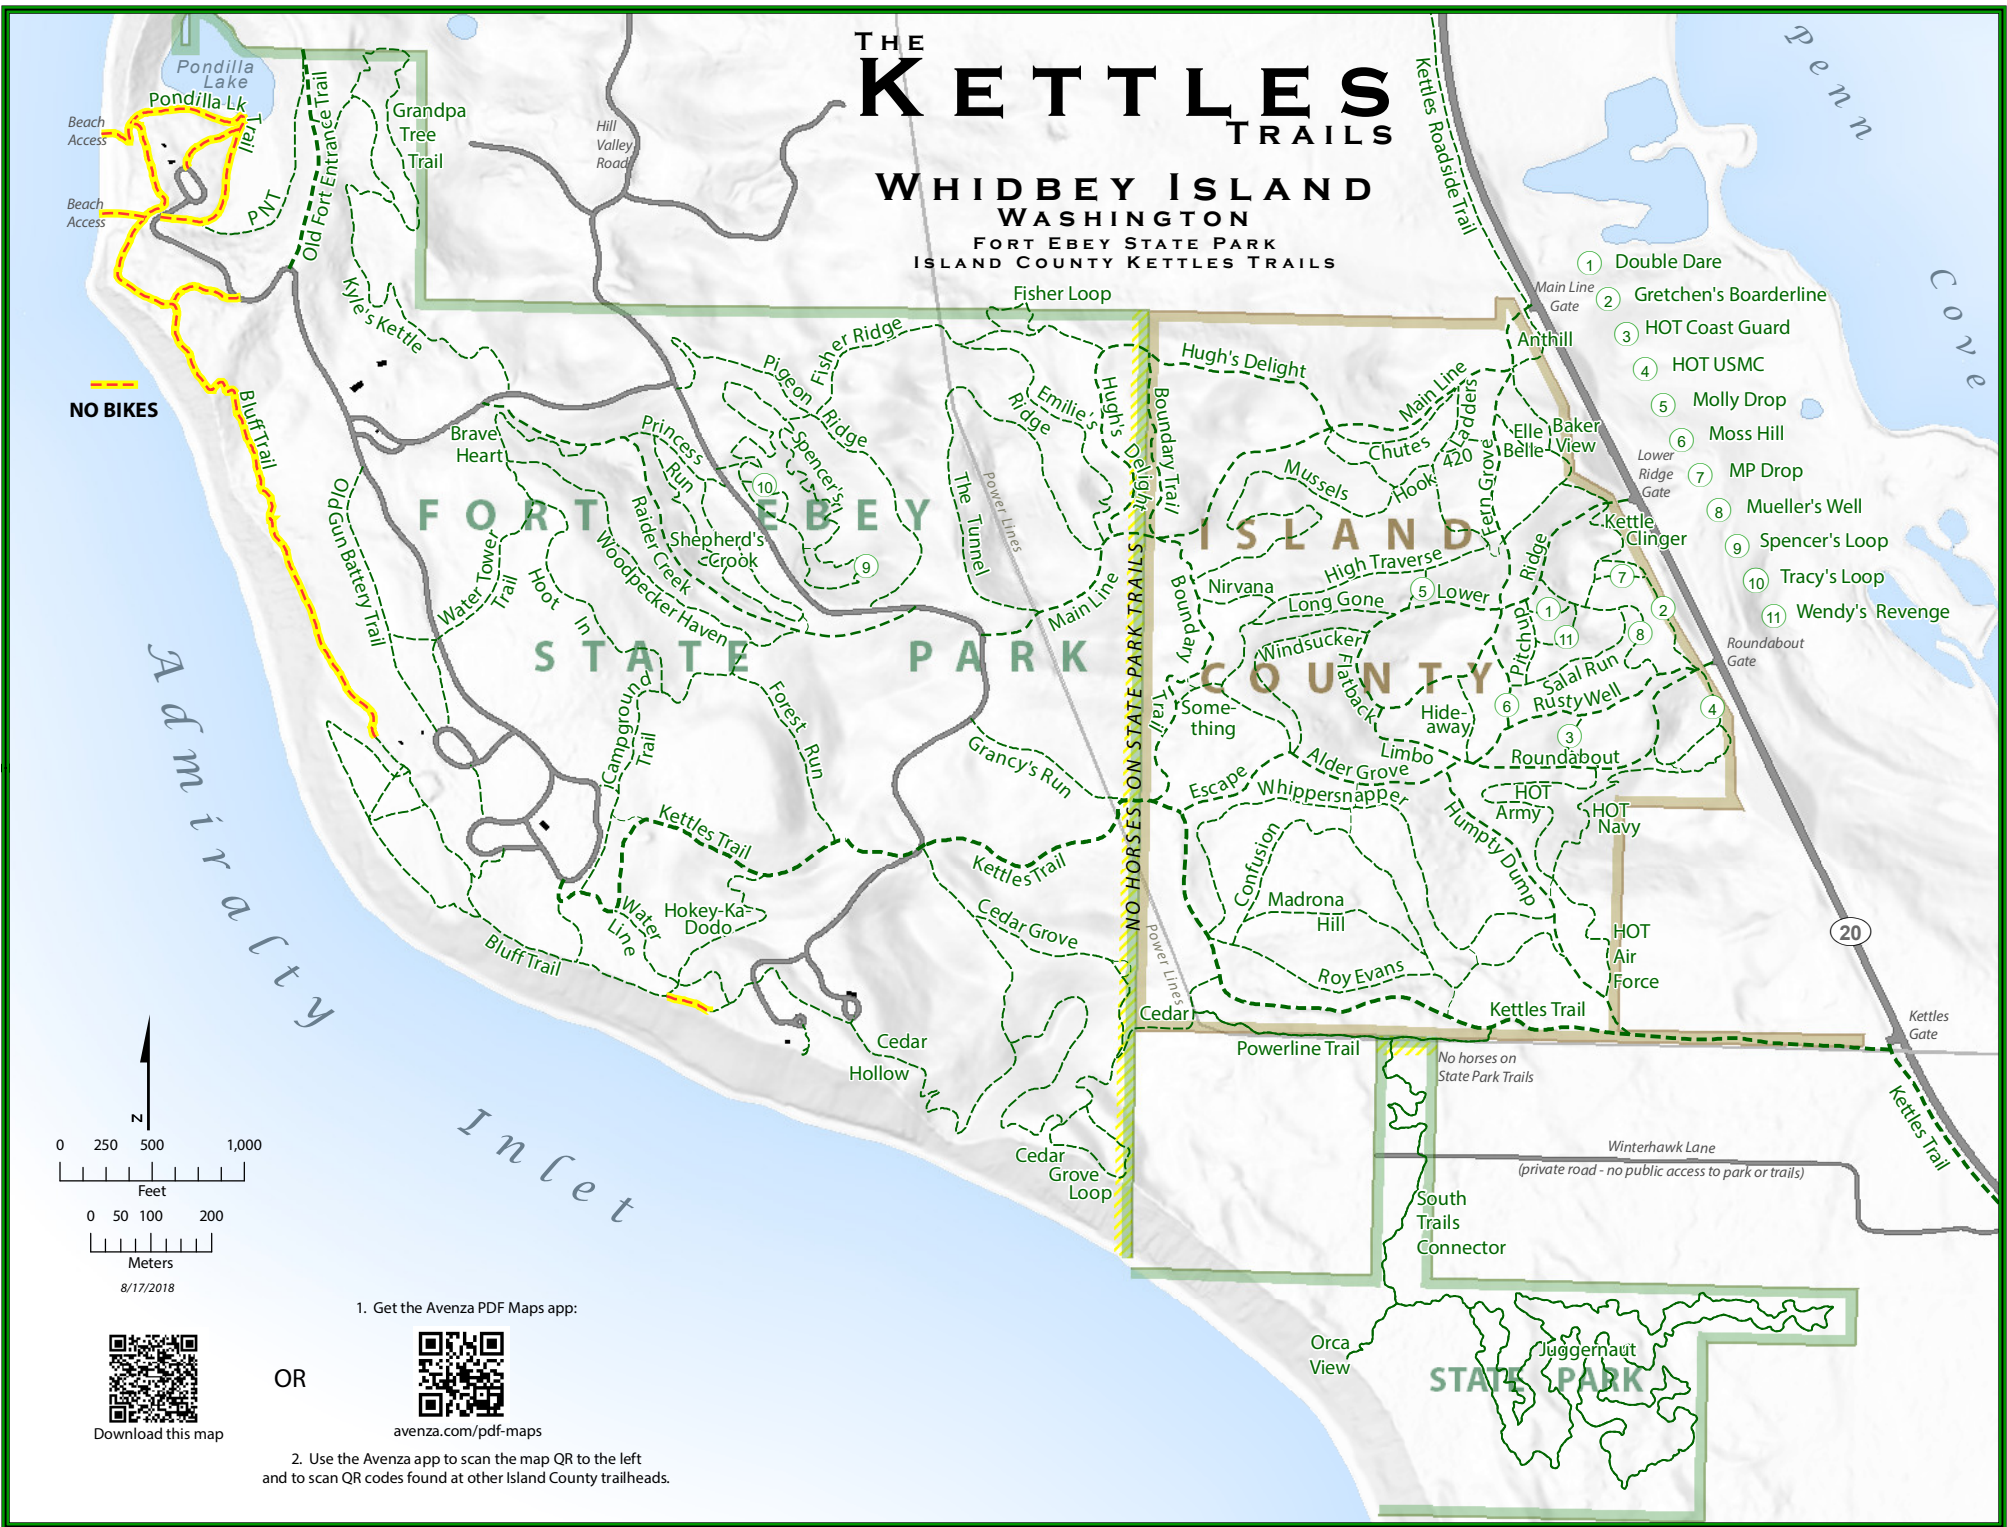 THE
KETTLES
TRAILS
WHIDBEY ISLAND
WASHINGTON
FORT EBEY STATE PARK
ISLAND COUNTY KETTLES TRAILS
Pondilla
Lake
Pondilla Lk
Trail
Beach
Access
Beach
Access
PNT
Old Fort Entrance Trail
Grandpa
Tree
Trail
Hill
Valley
Road
Kyle's Kettle
NO BIKES
Bluff Trail
Brave
Heart
Old Gun Battery Trail
Water Tower
Trail
Hoot
In
Princess
Run
Raider Creek
Woodpecker Haven
Shepherd's
Crook
Pigeon Ridge
Spencer's
10
9
Fisher Ridge
Fisher Loop
Emilie's
Ridge
The Tunnel
Power Lines
Hugh's
Delight
Boundary Trail
Main Line
FORT EBEY
STATE PARK
Campground
Trail
Forest Run
Grancy's Run
Kettles Trail
Kettles Trail
Water
Line
Hokey-Ka-
Dodo
Bluff Trail
Cedar Grove
Cedar
Hollow
Cedar
Grove
Loop
NO HORSES ON STATE PARK TRAILS
Kettles Roadside Trail
Main Line
Gate
Anthill
Hugh's Delight
Main Line
Chutes
Ladders
420
Hook
Mussels
Fern Grove
Elle
Belle
Baker
View
Lower
Ridge
Gate
Kettle
Clinger
ISLAND
COUNTY
Nirvana
High Traverse
Long Gone
5
Lower
Ridge
Pitch up
1
11
7
2
8
Boundary
Trail
Windsucker
Flatback
Some-
thing
Hide-
away
6
Salal Run
Rusty Well
3
4
Roundabout
Roundabout
Gate
Limbo
Alder Grove
Escape
Whippersnapper
HOT
Army
HOT
Navy
Humpty Dump
Confusion
Madrona
Hill
Roy Evans
HOT
Air
Force
Power Lines
Cedar
Kettles Trail
Powerline Trail
No horses on
State Park Trails
Kettles
Gate
20
Kettles Trail
Winterhawk Lane
(private road - no public access to park or trails)
South
Trails
Connector
Orca
View
Juggernaut
STATE PARK
1 Double Dare
2 Gretchen's Boarderline
3 HOT Coast Guard
4 HOT USMC
5 Molly Drop
6 Moss Hill
7 MP Drop
8 Mueller's Well
9 Spencer's Loop
10 Tracy's Loop
11 Wendy's Revenge
Penn Cove
Admiralty
Inlet
N
0 250 500 1,000
Feet
0 50 100 200
Meters
8/17/2018
Download this map
OR
1. Get the Avenza PDF Maps app:
avenza.com/pdf-maps
2. Use the Avenza app to scan the map QR to the left
and to scan QR codes found at other Island County trailheads.